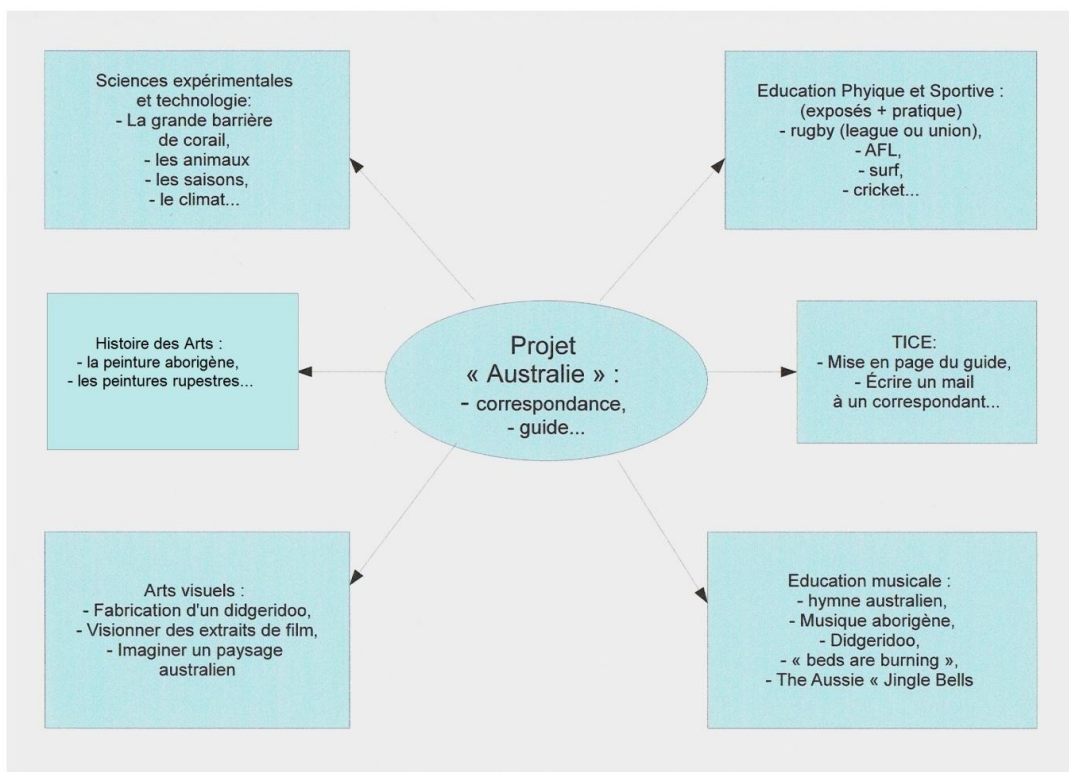 Sciences expérimentales
et technologie:
- La grande barrière
de corail,
- les animaux
- les saisons,
- le climat...
Education Phyique et Sportive :
(exposés + pratique)
- rugby (league ou union),
- AFL,
- surf,
- cricket...
Histoire des Arts :
- la peinture aborigène,
- les peintures rupestres...
Projet
« Australie » :
- correspondance,
- guide...
TICE:
- Mise en page du guide,
- Écrire un mail
à un correspondant...
Arts visuels :
- Fabrication d'un didgeridoo,
- Visionner des extraits de film,
- Imaginer un paysage
australien
Education musicale :
- hymne australien,
- Musique aborigène,
- Didgeridoo,
- « beds are burning »,
- The Aussie « Jingle Bells